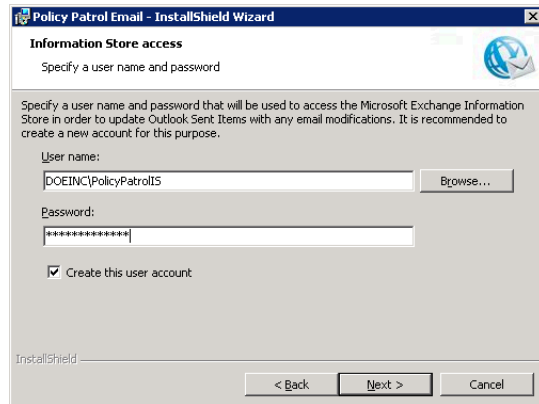 Policy Patrol Email - InstallShield Wizard
Information Store access
Specify a user name and password
Specify a user name and password that will be used to access the Microsoft Exchange Information
Store in order to update Outlook Sent Items with any email modifications. It is recommended to
create a new account for this purpose.
User name:
DOEINC\PolicyPatrolIS
Browse...
Password:
*************
Create this user account
InstallShield
< Back
Next >
Cancel